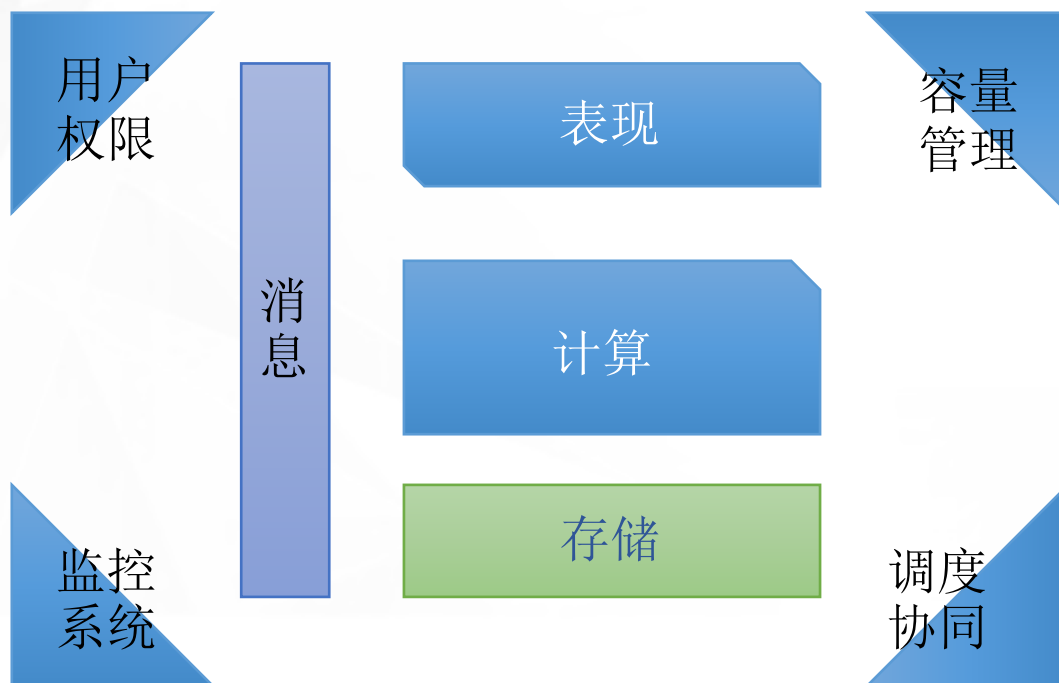 用户
权限
容量
管理
表现
消
息
计算
存储
监控
系统
调度
协同